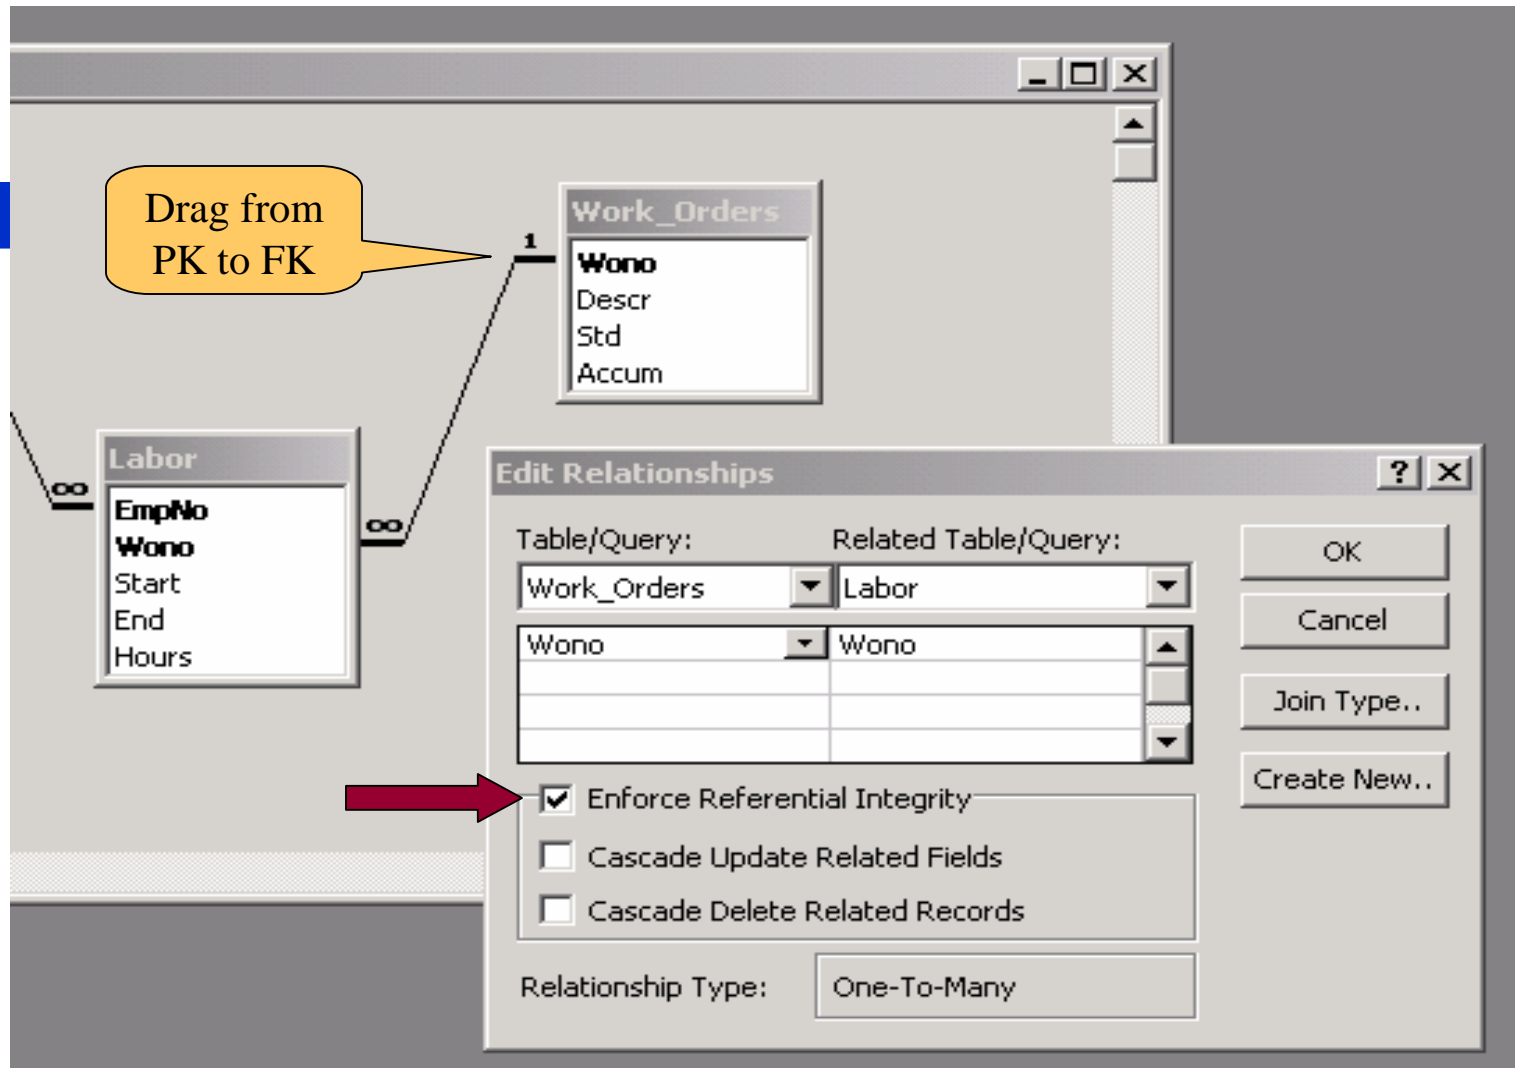 Drag from
PK to FK
Work_Orders
1
Wono
Descr
Std
Accum
Labor
∞
EmpNo
Wono
Start
End
Hours
∞
Edit Relationships
?
Table/Query:
Related Table/Query:
OK
Work_Orders
Labor
Cancel
Wono
Wono
Join Type..
Create New..
Enforce Referential Integrity
Cascade Update Related Fields
Cascade Delete Related Records
Relationship Type:
One-To-Many